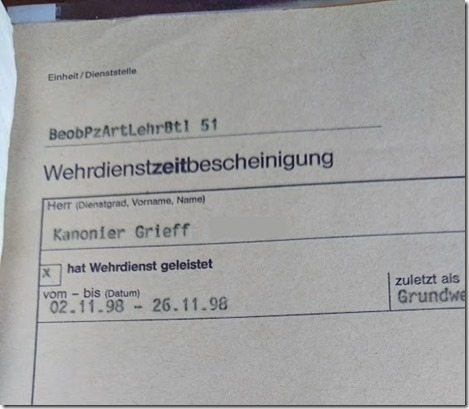 Einheit/Dienststelle
BeobPzArtLehrBtl 51
Wehrdienstzeitbescheinigung
Herr (Dienstgrad, Vorname, Name)
Kanonier Grieff
x hat Wehrdienst geleistet
vom – bis (Datum)
zuletzt als
02.11.98 - 26.11.98
Grundwe